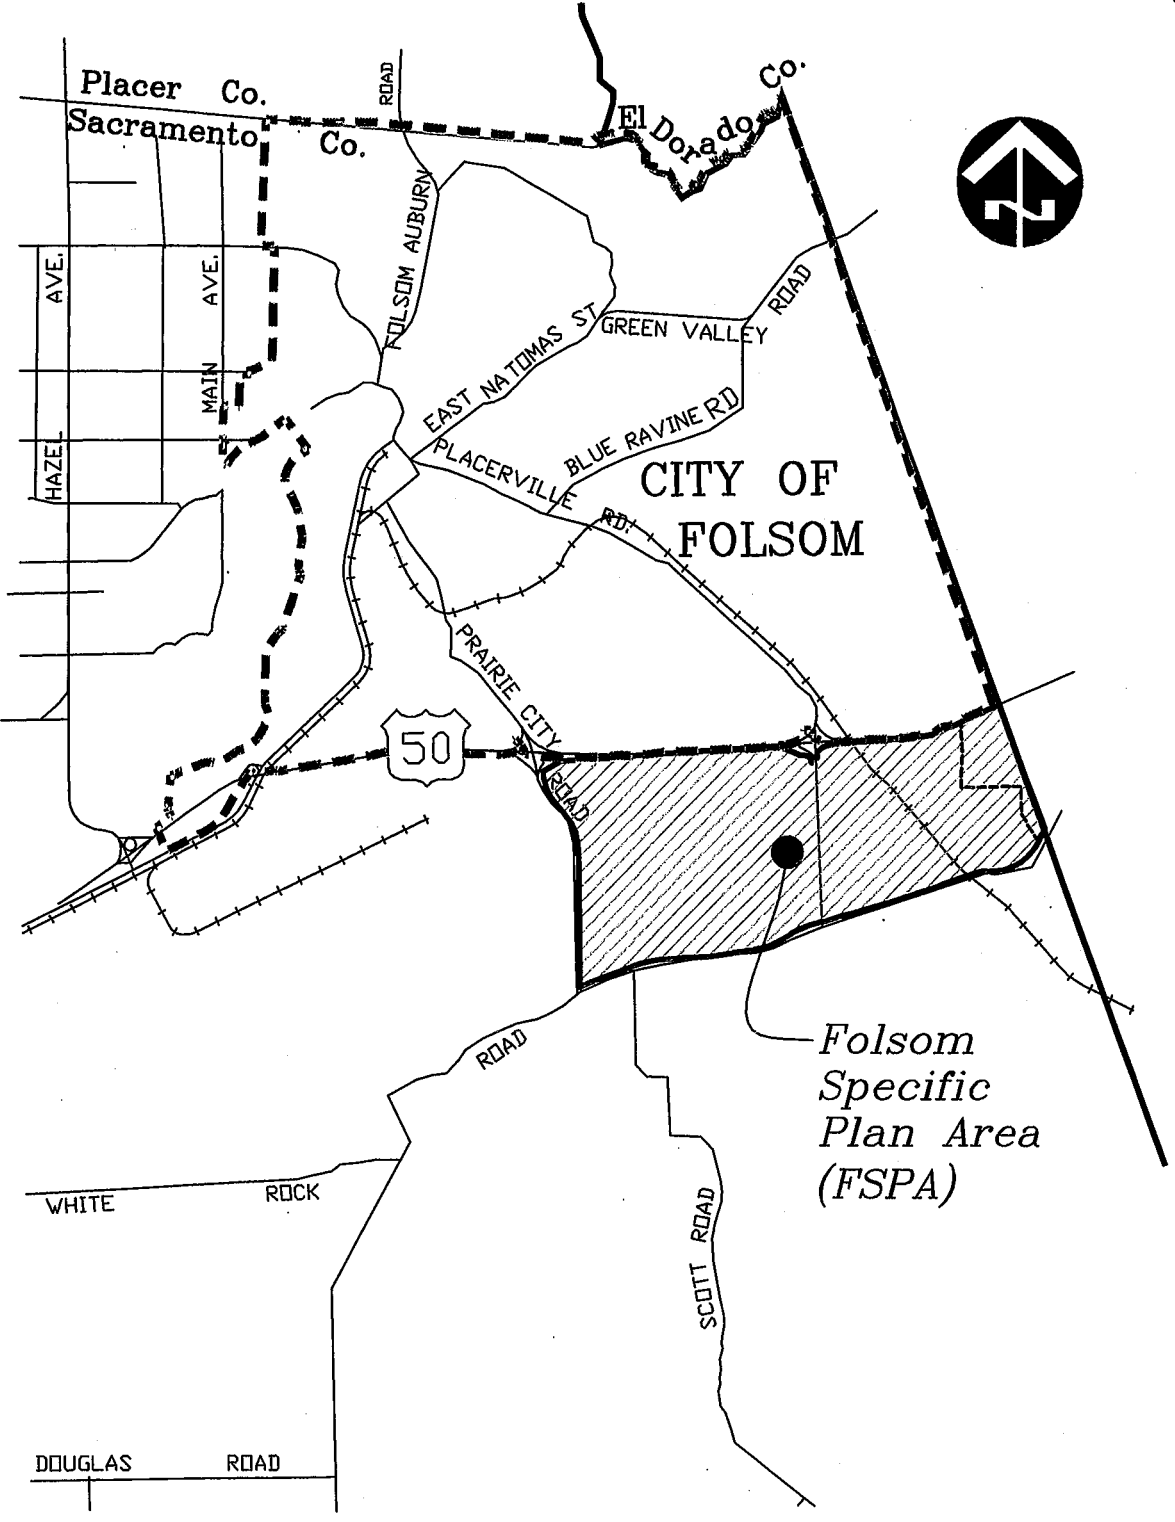 Placer Co.
Sacramento Co.
El Dorado Co.
ROAD
N
FOLSOM AUBURN
HAZEL AVE.
MAIN AVE.
EAST NATOMAS ST
GREEN VALLEY
ROAD
BLUE RAVINE RD
PLACERVILLE RD.
CITY OF
FOLSOM
PRAIRIE CITY
ROAD
50
Folsom
Specific
Plan Area
(FSPA)
WHITE ROCK
ROAD
SCOTT ROAD
DOUGLAS ROAD